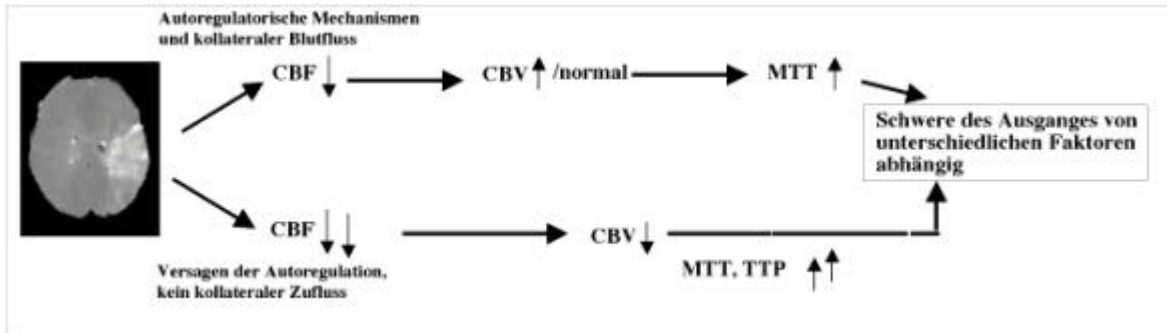 Autoregulatorische Mechanismen
und kollateraler Blutfluss
CBF ↓
CBV ↑ /normal
MTT ↑
Schwere des Ausganges von
unterschiedlichen Faktoren
abhängig
CBF ↓↓
CBV ↓
MTT, TTP ↑↑
Versagen der Autoregulation,
kein kollateraler Zufluss